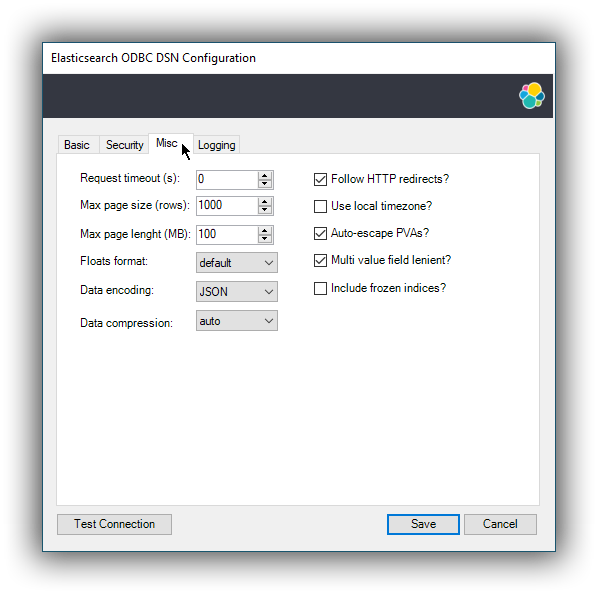 Elasticsearch ODBC DSN Configuration
Basic Security Misc Logging
Request timeout (s): 0
Max page size (rows): 1000
Max page lenght (MB): 100
Floats format: default
Data encoding: JSON
Data compression: auto
Follow HTTP redirects?
Use local timezone?
Auto-escape PVAs?
Multi value field lenient?
Include frozen indices?
Test Connection Save Cancel